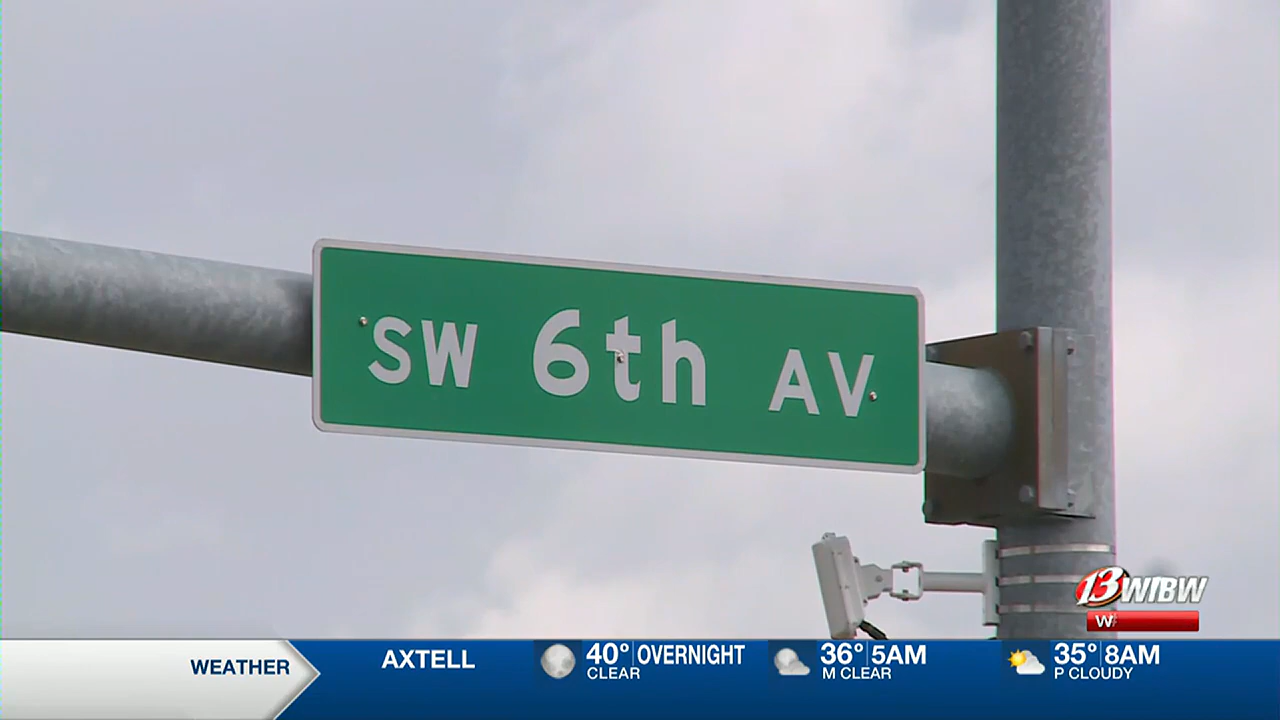 SW 6th AV
13 WIBW
WEATHER
AXTELL
40° OVERNIGHT
CLEAR
36° 5AM
M CLEAR
35° 8AM
P CLOUDY